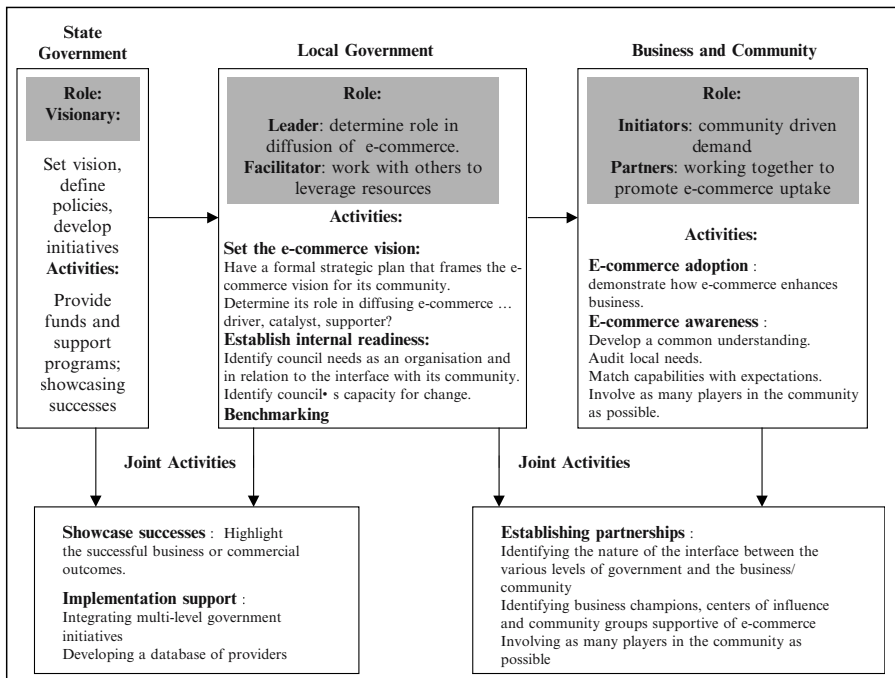 State
Government
Role:
Visionary:
Set vision,
define
policies,
develop
initiatives
Activities:
Provide
funds and
support
programs;
showcasing
successes
Local Government
Role:
Leader: determine role in
diffusion of e-commerce.
Facilitator: work with others to
leverage resources
Activities:
Set the e-commerce vision:
Have a formal strategic plan that frames the e-
commerce vision for its community.
Determine its role in diffusing e-commerce …
driver, catalyst, supporter?
Establish internal readiness:
Identify council needs as an organisation and
in relation to the interface with its community.
Identify council• s capacity for change.
Benchmarking
Business and Community
Role:
Initiators: community driven
demand
Partners: working together to
promote e-commerce uptake
Activities:
E-commerce adoption :
demonstrate how e-commerce enhances
business.
E-commerce awareness :
Develop a common understanding.
Audit local needs.
Match capabilities with expectations.
Involve as many players in the community
as possible.
Joint Activities
Showcase successes : Highlight
the successful business or commercial
outcomes.
Implementation support :
Integrating multi-level government
initiatives
Developing a database of providers
Joint Activities
Establishing partnerships :
Identifying the nature of the interface between the
various levels of government and the business/
community
Identifying business champions, centers of influence
and community groups supportive of e-commerce
Involving as many players in the community as
possible